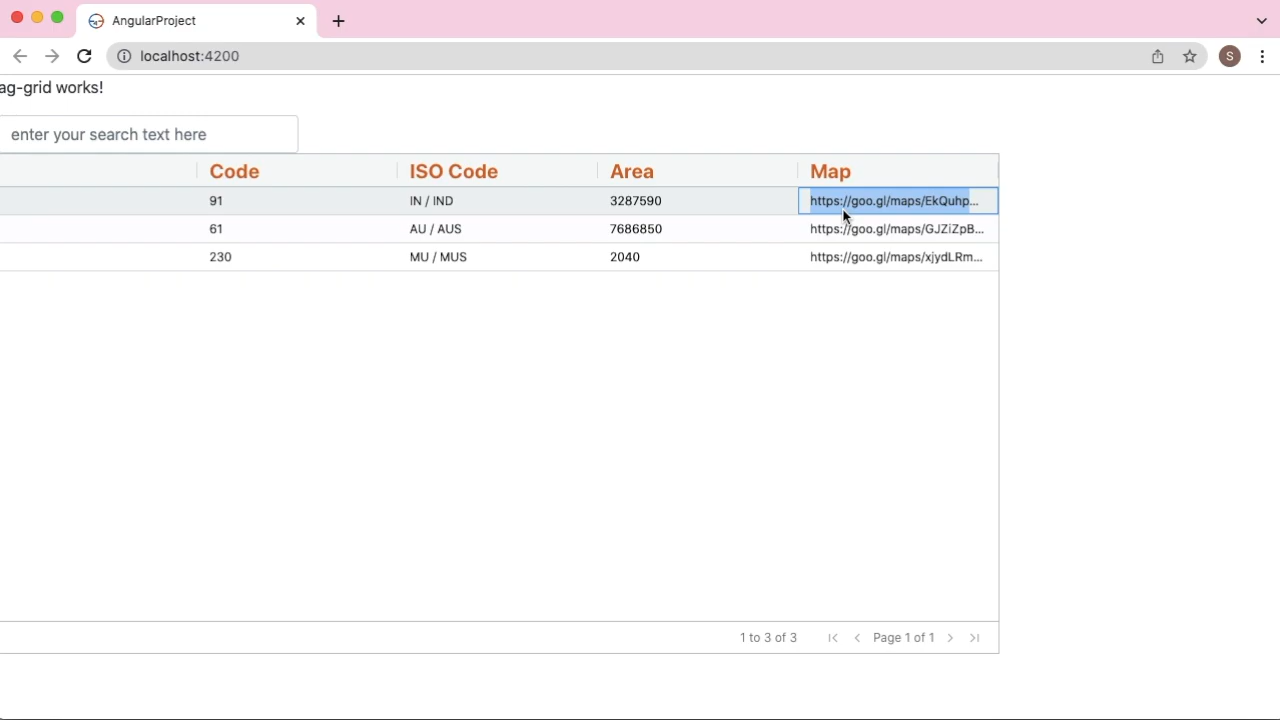 AngularProject
localhost:4200
S
ag-grid works!
enter your search text here
Code ISO Code Area Map
91 IN / IND 3287590 https://goo.gl/maps/EkQuhp...
61 AU / AUS 7686850 https://goo.gl/maps/GJZiZpB...
230 MU / MUS 2040 https://goo.gl/maps/xjydLRm...
1 to 3 of 3 Page 1 of 1